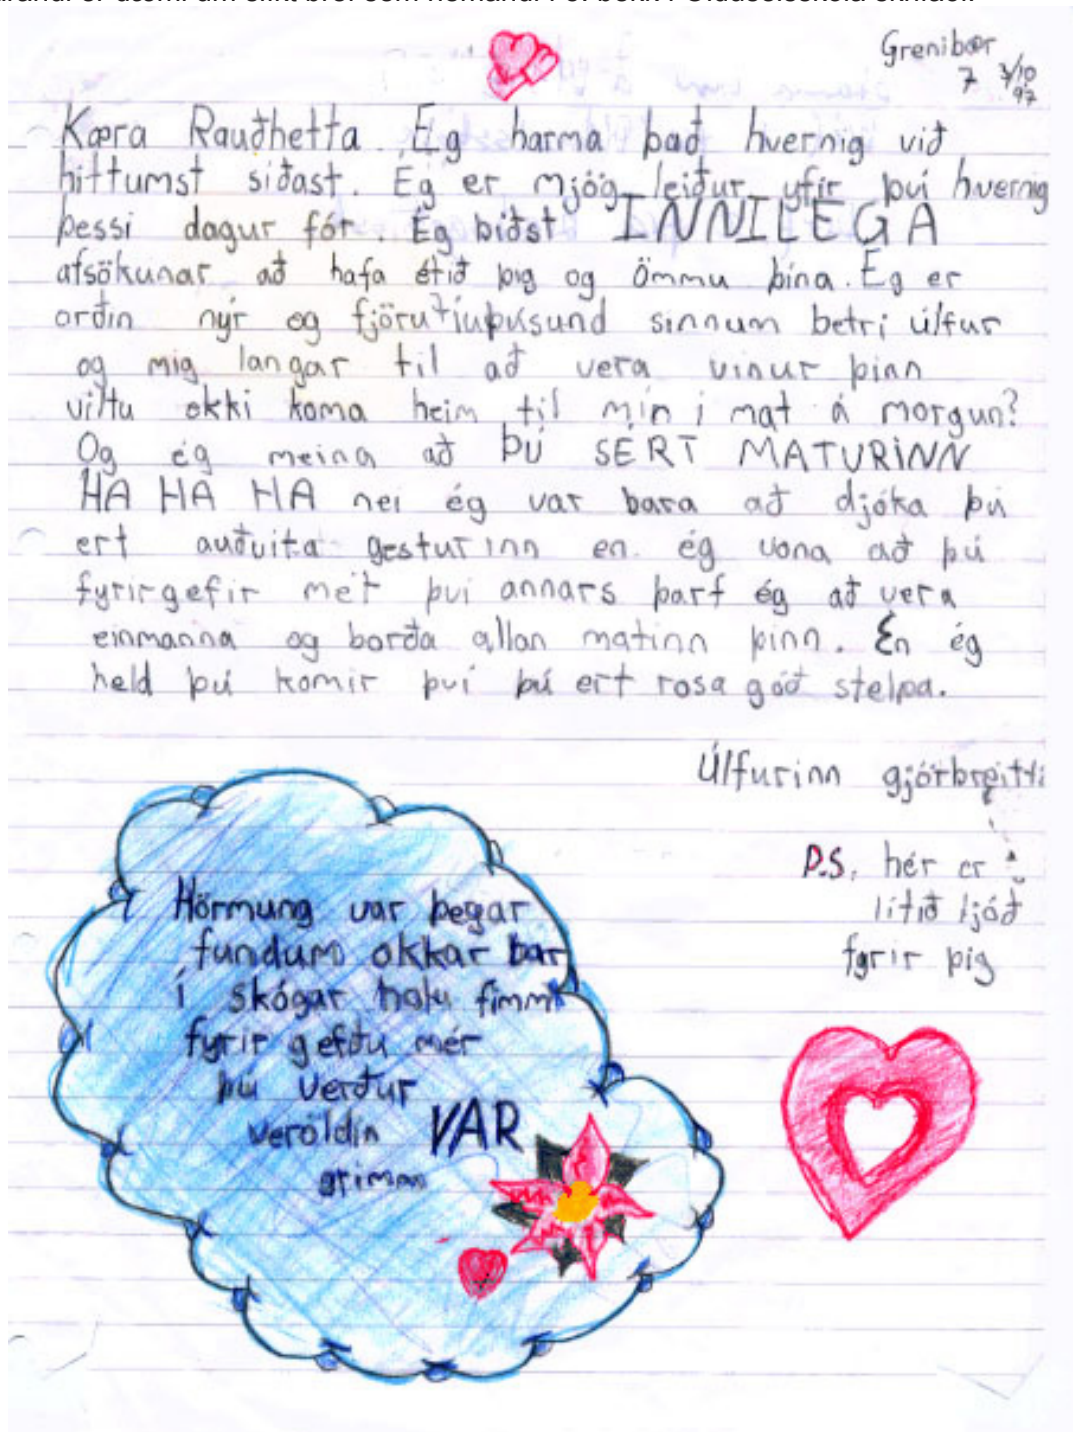 Grenibær
7 3/10
97
Kæra Rauðhetta. Ég harma það hvernig við
hittumst siðast. Ég er mjög leiður yfir því hvernig
þessi dagur fór. Ég biðst INNILEGA
afsökunar að hafa étið þig og ömmu þina. Ég er
orðin nýr og fjörutíuþúsund sinnum betri úlfur
og mig langar til að vera vinur þinn
viltu ekki koma heim til mín í mat á morgun?
Og ég meina að ÞÚ SÉRT MATURINN
HA HA HA nei ég var bara að djóka þú
ert auðvita gesturinn en ég vona að þú
fyrirgefir mér því annars þarf ég að vera
einmanna og borða allan matinn þinn. En ég
held þú komir því þú ert rosa góð stelpa.
Úlfurinn gjörbreitti
P.S. hér er
lítið ljóð
fyrir þig
Hörmung var þegar
fundum okkar bar
í skógar fimm
fyrir gefðu mér
þú verður
veröldin VAR
grimm